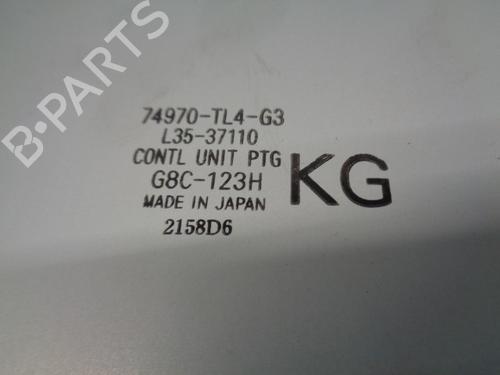 74970-TL4-G3
L35-37110
CONTL UNIT PTG
G8C-123H
KG
MADE IN JAPAN
2158D6
B-PARTS